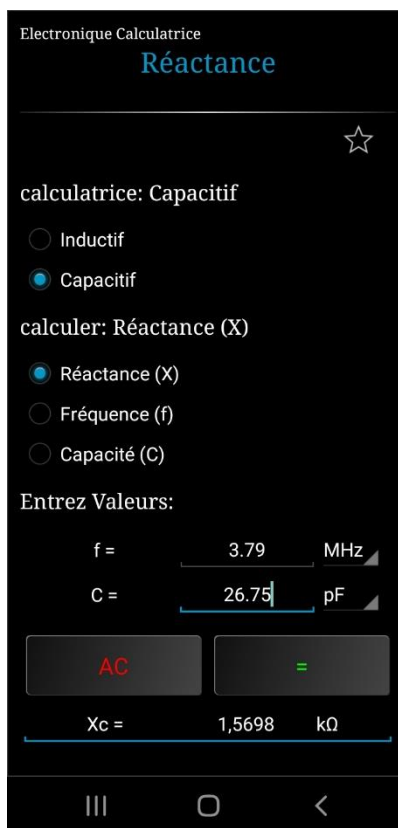 Electronique Calculatrice
Réactance
calculatrice: Capacitif
Inductif
Capacitif
calculer: Réactance (X)
Réactance (X)
Fréquence (f)
Capacité (C)
Entrez Valeurs:
f = 3.79 MHz
C = 26.75 pF
AC =
Xc = 1,5698 kΩ